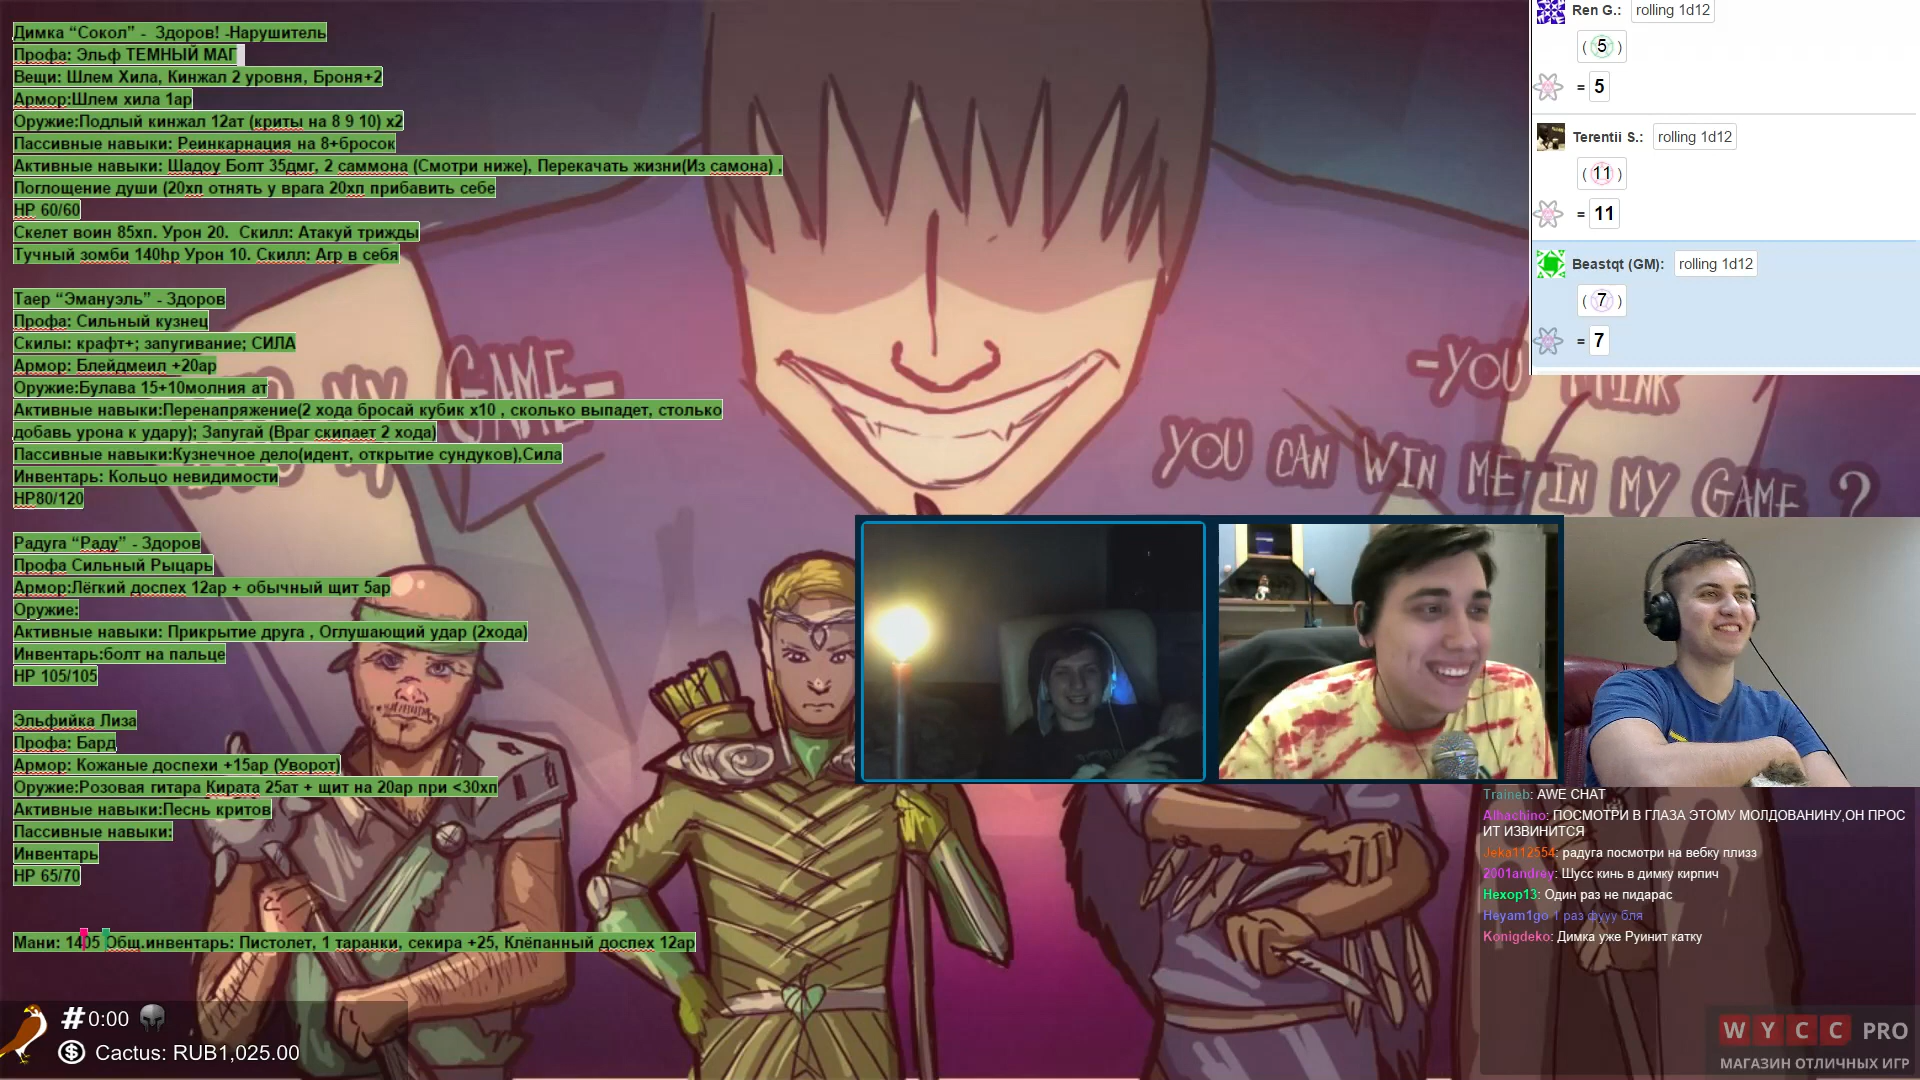 Димка “Сокол” - Здоров! -Нарушитель
Профа: Эльф ТЕМНЫЙ МАГ
Вещи: Шлем Хила, Кинжал 2 уровня, Броня+2
Армор:Шлем хила 1ар
Оружие:Подлый кинжал 12ат (криты на 8 9 10) х2
Пассивные навыки: Реинкарнация на 8+бросок
Активные навыки: Шадоу Болт 35дмг, 2 саммона (Смотри ниже), Перекачать жизни(Из самона) ,
Поглощение души (20хп отнять у врага 20хп прибавить себе
HP 60/60
Скелет воин 85хп. Урон 20. Скилл: Атакуй трижды
Тучный зомби 140hp Урон 10. Скилл: Агр в себя
Таер “Эмануэль” - Здоров
Профа: Сильный кузнец
Скилы: крафт+; запугивание; СИЛА
Армор: Блейдмеил +20ар
Оружие:Булава 15+10молния ат
Активные навыки:Перенапряжение(2 хода бросай кубик х10 , сколько выпадет, столько
добавь урона к удару); Запугай (Враг скипает 2 хода)
Пассивные навыки:Кузнечное дело(идент, открытие сундуков),Сила
Инвентарь: Кольцо невидимости
HP80/120
Радуга “Раду” - Здоров
Профа Сильный Рыцарь
Армор:Лёгкий доспех 12ар + обычный щит 5ар
Оружие:
Активные навыки: Прикрытие друга , Оглушающий удар (2хода)
Инвентарь:болт на пальце
HP 105/105
Эльфийка Лиза
Профа: Бард
Армор: Кожаные доспехи +15ар (Уворот)
Оружие:Розовая гитара Кирата 25ат + щит на 20ар при <30хп
Активные навыки:Песнь критов
Пассивные навыки:
Инвентарь
HP 65/70
Мани: 1405 Общ.инвентарь: Пистолет, 1 таранки, секира +25, Клёпанный доспех 12ар
#0:00
Cactus: RUB1,025.00
MY GAME-
-YOU THINK
YOU CAN WIN ME IN MY GAME ?
Ren G.: rolling 1d12
( 5 )
= 5
Terentii S.: rolling 1d12
( 11 )
= 11
Beastqt (GM): rolling 1d12
( 7 )
= 7
Traineb: AWE CHAT
Alhachino: ПОСМОТРИ В ГЛАЗА ЭТОМУ МОЛДОВАНИНУ,ОН ПРОС
ИТ ИЗВИНИТСЯ
Jeka112554: радуга посмотри на вебку плизз
2001andrey: Шусс кинь в димку кирпич
Hexop13: Один раз не пидарас
Heyam1go 1 раз фууу бля
Konigdeko: Димка уже Руинит катку
WYCC PRO
МАГАЗИН ОТЛИЧНЫХ ИГР